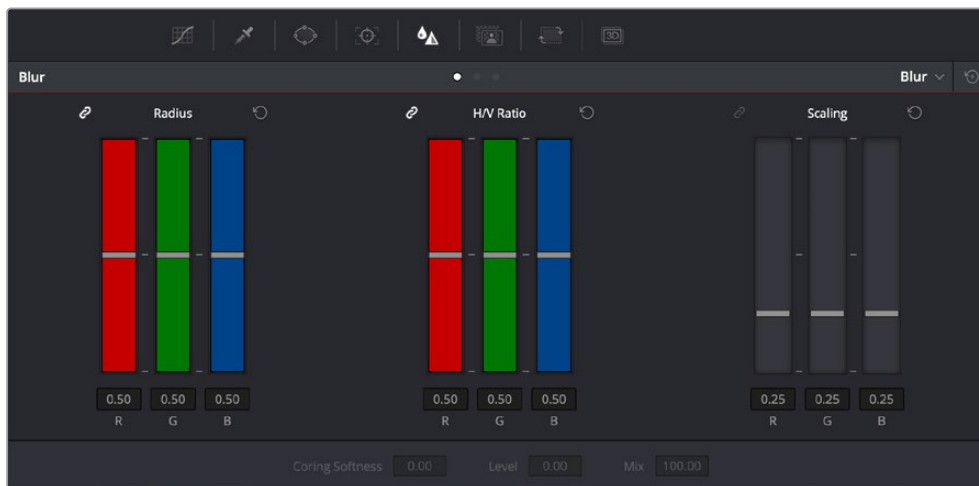 3D
Blur
Blur
Radius
H/V Ratio
Scaling
0.50 0.50 0.50
0.50 0.50 0.50
0.25 0.25 0.25
R G B
R G B
R G B
Coring Softness 0.00 Level 0.00 Mix 100.00